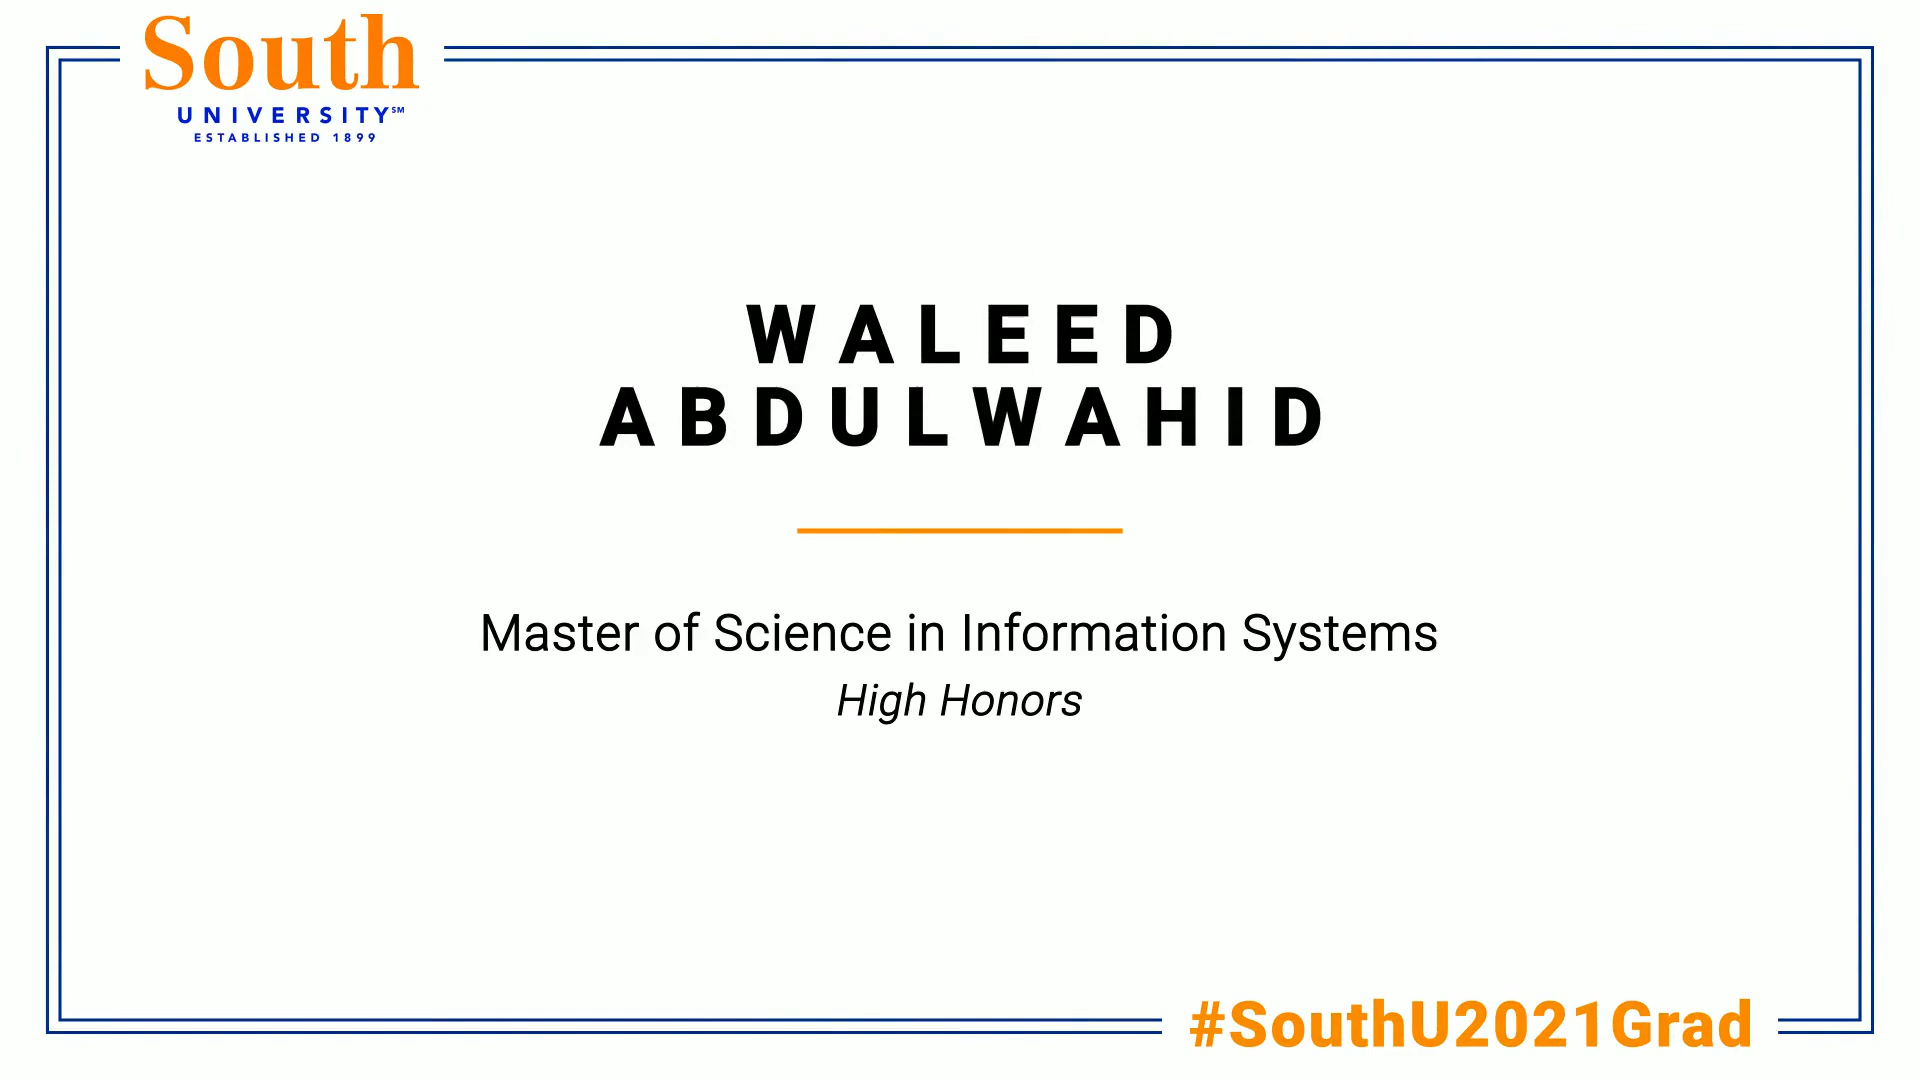 South
UNIVERSITY℠
ESTABLISHED 1899
WALEED
ABDULWAHID
Master of Science in Information Systems
High Honors
#SouthU2021Grad